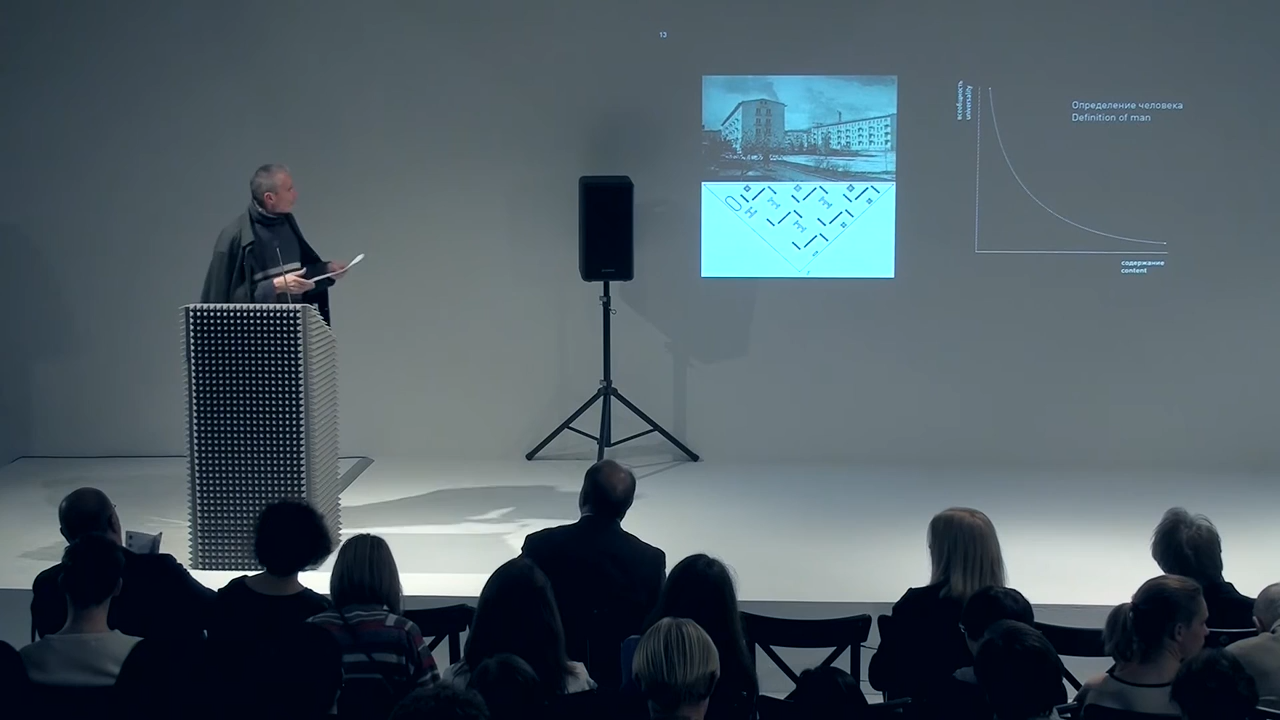 13
всеобщность
universality
Определение человека
Definition of man
содержание
content